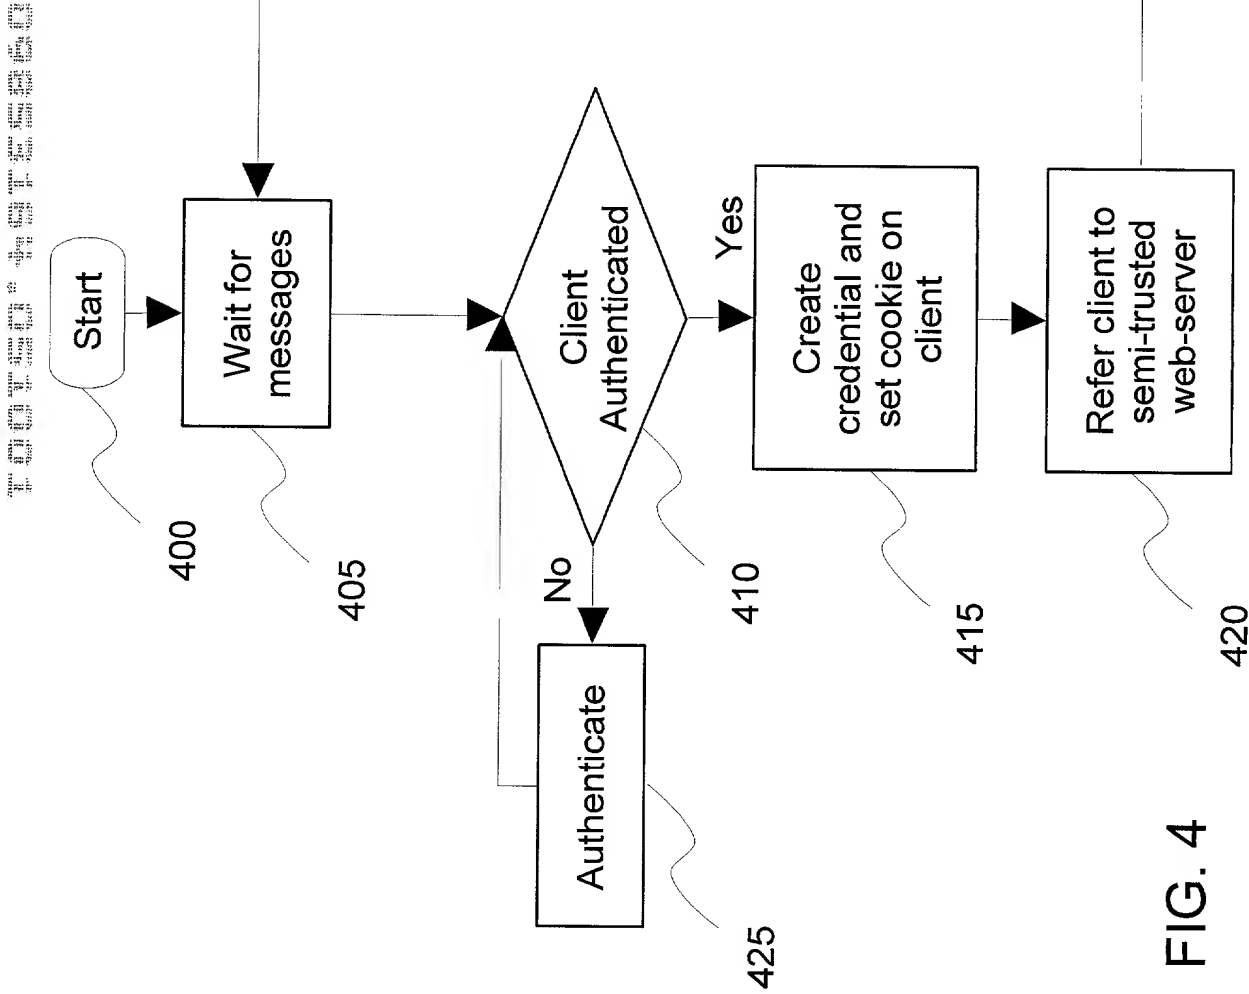 Start
400
Wait for
messages
405
Client
Authenticated
410
No
Yes
Authenticate
425
Create
credential and
set cookie on
client
415
Refer client to
semi-trusted
web-server
420
FIG. 4